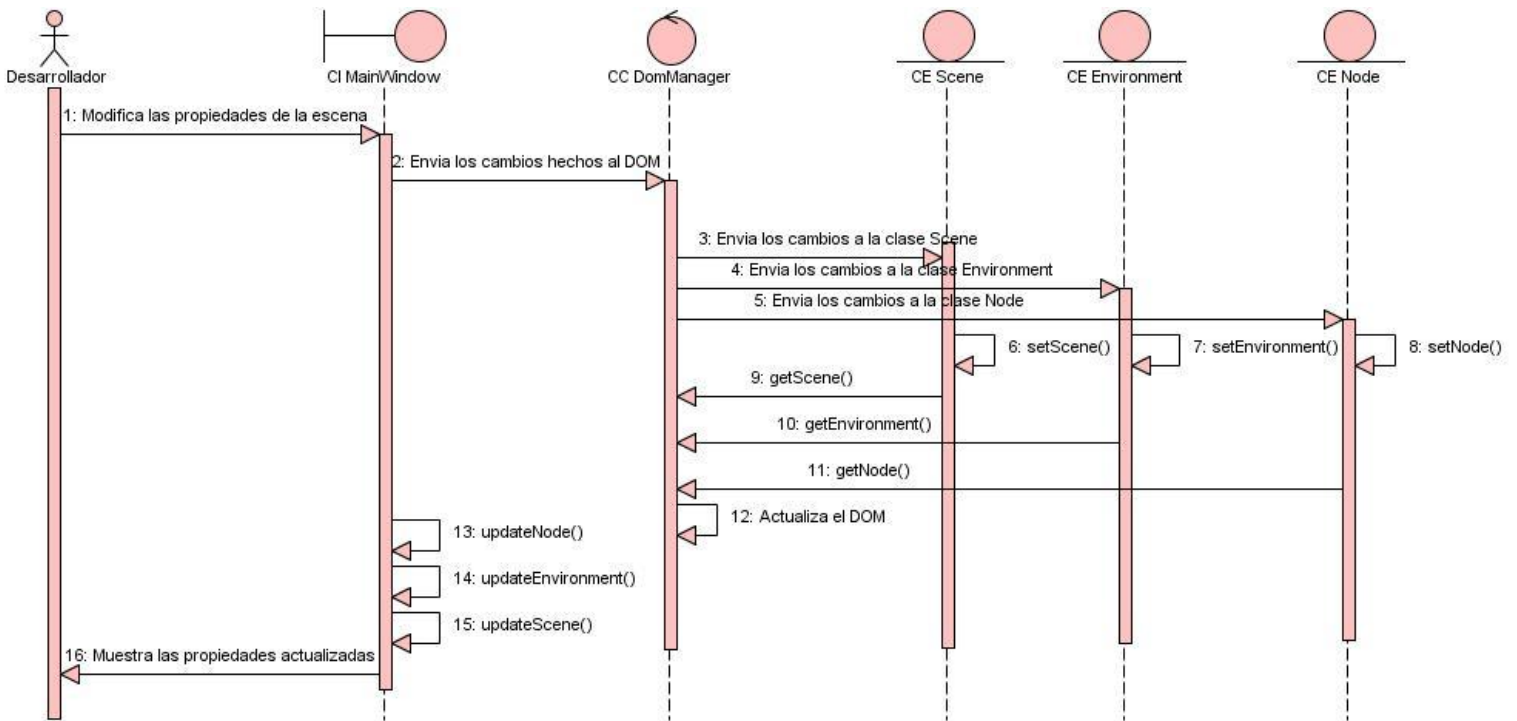 Desarrollador
CI MainWindow
CC DomManager
CE Scene
CE Environment
CE Node
1: Modifica las propiedades de la escena
2: Envia los cambios hechos al DOM
3: Envia los cambios a la clase Scene
4: Envia los cambios a la clase Environment
5: Envia los cambios a la clase Node
6: setScene()
7: setEnvironment()
8: setNode()
9: getScene()
10: getEnvironment()
11: getNode()
12: Actualiza el DOM
13: updateNode()
14: updateEnvironment()
15: updateScene()
16: Muestra las propiedades actualizadas